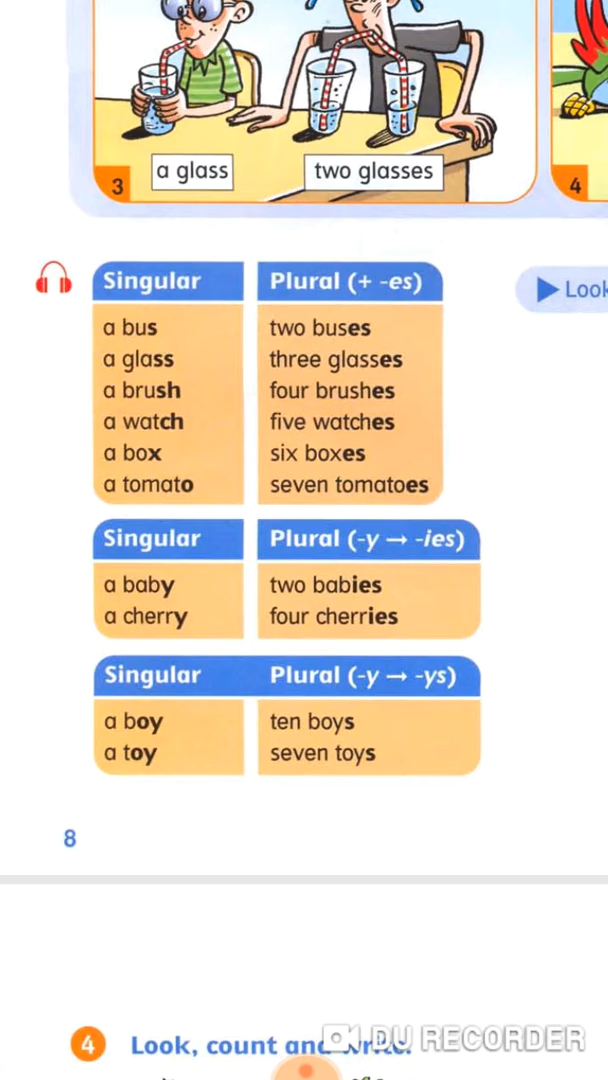 3
a glass
two glasses
4
Singular Plural (+ -es)
a bus two buses
a glass three glasses
a brush four brushes
a watch five watches
a box six boxes
a tomato seven tomatoes
Look
Singular Plural (-y → -ies)
a baby two babies
a cherry four cherries
Singular Plural (-y → -ys)
a boy ten boys
a toy seven toys
8
4 Look, count and write.
DU RECORDER